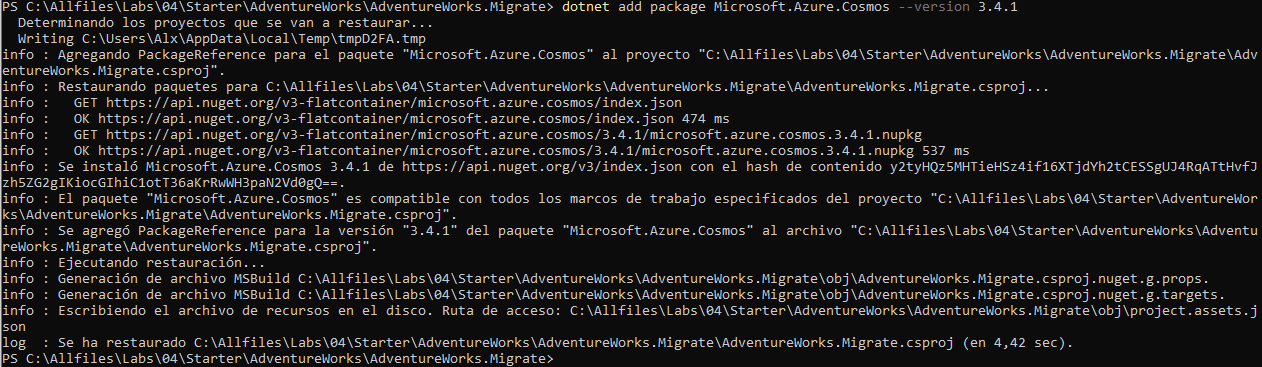 PS C:\Allfiles\Labs\04\Starter\AdventureWorks\AdventureWorks.Migrate> dotnet add package Microsoft.Azure.Cosmos --version 3.4.1
  Determinando los proyectos que se van a restaurar...
  Writing C:\Users\Alx\AppData\Local\Temp\tmpD2FA.tmp
info : Agregando PackageReference para el paquete "Microsoft.Azure.Cosmos" al proyecto "C:\Allfiles\Labs\04\Starter\AdventureWorks\AdventureWorks.Migrate\Adv
entureWorks.Migrate.csproj".
info : Restaurando paquetes para C:\Allfiles\Labs\04\Starter\AdventureWorks\AdventureWorks.Migrate\AdventureWorks.Migrate.csproj...
info :   GET https://api.nuget.org/v3-flatcontainer/microsoft.azure.cosmos/index.json
info :   OK https://api.nuget.org/v3-flatcontainer/microsoft.azure.cosmos/index.json 474 ms
info :   GET https://api.nuget.org/v3-flatcontainer/microsoft.azure.cosmos/3.4.1/microsoft.azure.cosmos.3.4.1.nupkg
info :   OK https://api.nuget.org/v3-flatcontainer/microsoft.azure.cosmos/3.4.1/microsoft.azure.cosmos.3.4.1.nupkg 537 ms
info : Se instaló Microsoft.Azure.Cosmos 3.4.1 de https://api.nuget.org/v3/index.json con el hash de contenido y2tyHQz5MHTieHSz4if16XTjdYh2tCESSgUJ4RqATtHvfJ
zh5ZG2gIKiocGIhiC1otT36aKrRwWH3paN2Vd0gQ==.
info : El paquete "Microsoft.Azure.Cosmos" es compatible con todos los marcos de trabajo especificados del proyecto "C:\Allfiles\Labs\04\Starter\AdventureWor
ks\AdventureWorks.Migrate\AdventureWorks.Migrate.csproj".
info : Se agregó PackageReference para la versión "3.4.1" del paquete "Microsoft.Azure.Cosmos" al archivo "C:\Allfiles\Labs\04\Starter\AdventureWorks\Adventu
reWorks.Migrate\AdventureWorks.Migrate.csproj".
info : Ejecutando restauración...
info : Generación de archivo MSBuild C:\Allfiles\Labs\04\Starter\AdventureWorks\AdventureWorks.Migrate\obj\AdventureWorks.Migrate.csproj.nuget.g.props.
info : Generación de archivo MSBuild C:\Allfiles\Labs\04\Starter\AdventureWorks\AdventureWorks.Migrate\obj\AdventureWorks.Migrate.csproj.nuget.g.targets.
info : Escribiendo el archivo de recursos en el disco. Ruta de acceso: C:\Allfiles\Labs\04\Starter\AdventureWorks\AdventureWorks.Migrate\obj\project.assets.j
son
log  : Se ha restaurado C:\Allfiles\Labs\04\Starter\AdventureWorks\AdventureWorks.Migrate\AdventureWorks.Migrate.csproj (en 4,42 sec).
PS C:\Allfiles\Labs\04\Starter\AdventureWorks\AdventureWorks.Migrate>